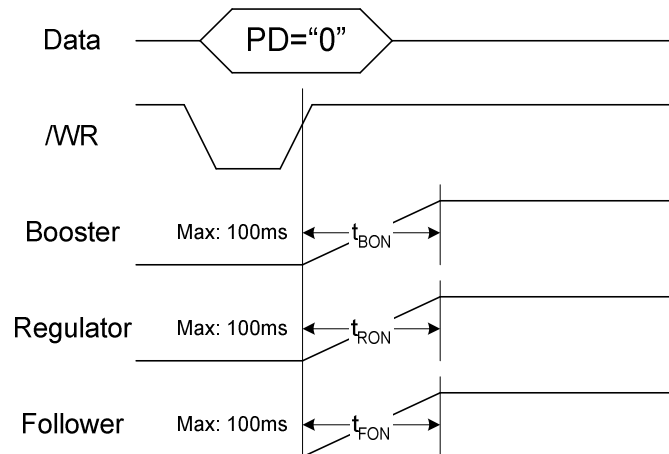 Data PD=“0”
/WR
Booster Max: 100ms tBON
Regulator Max: 100ms tRON
Follower Max: 100ms tFON